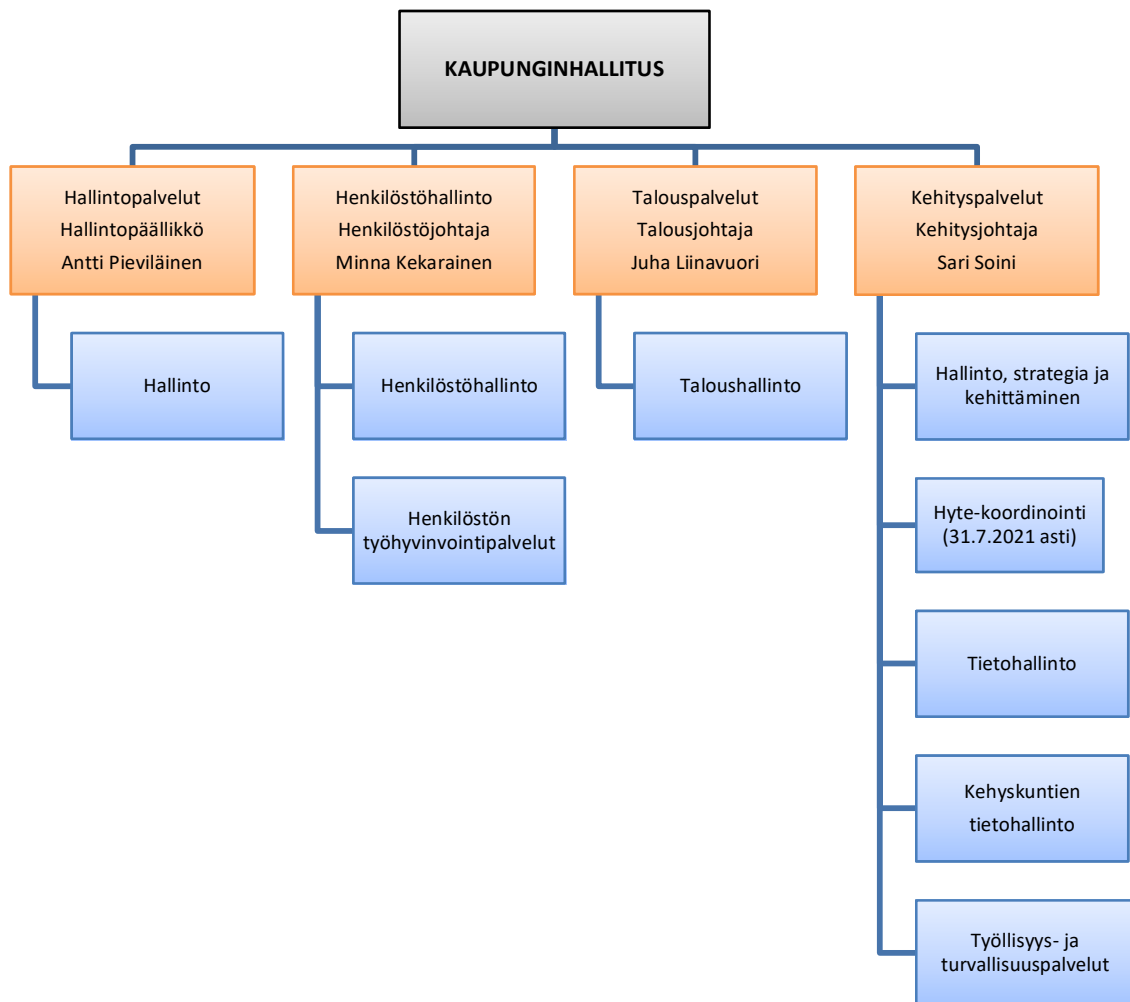 KAUPUNGINHALLITUS
Hallintopalvelut
Hallintopäällikkö
Antti Pieviläinen
Hallinto
Henkilöstöhallinto
Henkilöstöjohtaja
Minna Kekarainen
Henkilöstöhallinto
Henkilöstön
työhyvinvointipalvelut
Talouspalvelut
Talousjohtaja
Juha Liinavuori
Taloushallinto
Kehityspalvelut
Kehitysjohtaja
Sari Soini
Hallinto, strategia ja
kehittäminen
Hyte-koordinointi
(31.7.2021 asti)
Tietohallinto
Kehyskuntien
tietohallinto
Työllisyys- ja
turvallisuuspalvelut